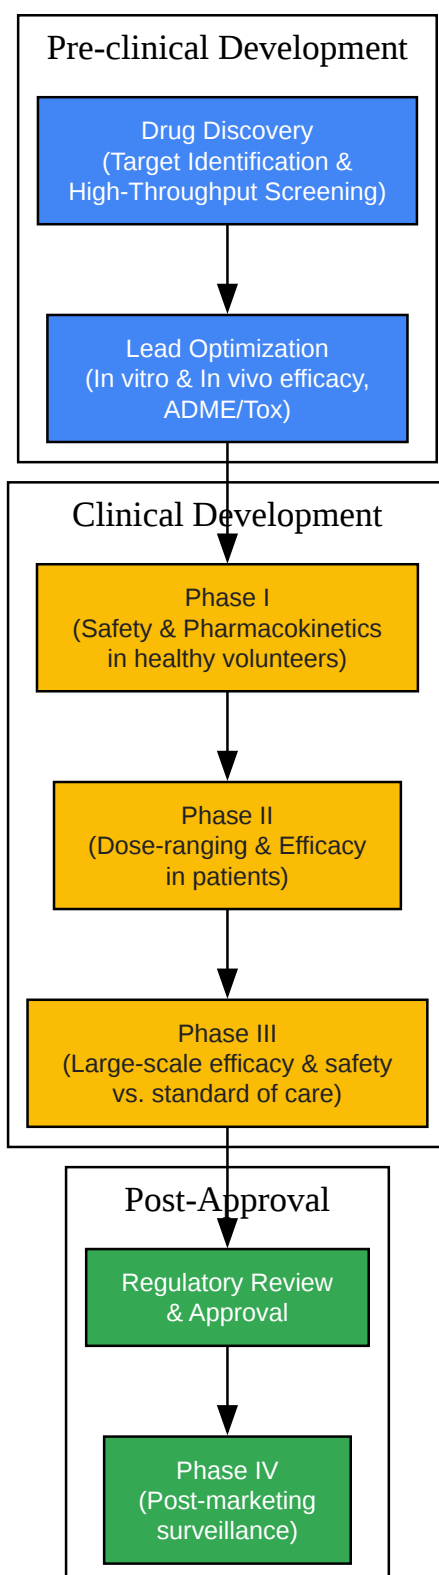 Pre-clinical Development
Drug Discovery
(Target Identification &
High-Throughput Screening)
Lead Optimization
(In vitro & In vivo efficacy,
ADME/Tox)
Clinical Development
Phase I
(Safety & Pharmacokinetics
in healthy volunteers)
Phase II
(Dose-ranging & Efficacy
in patients)
Phase III
(Large-scale efficacy & safety
vs. standard of care)
Post-Approval
Regulatory Review
& Approval
Phase IV
(Post-marketing
surveillance)